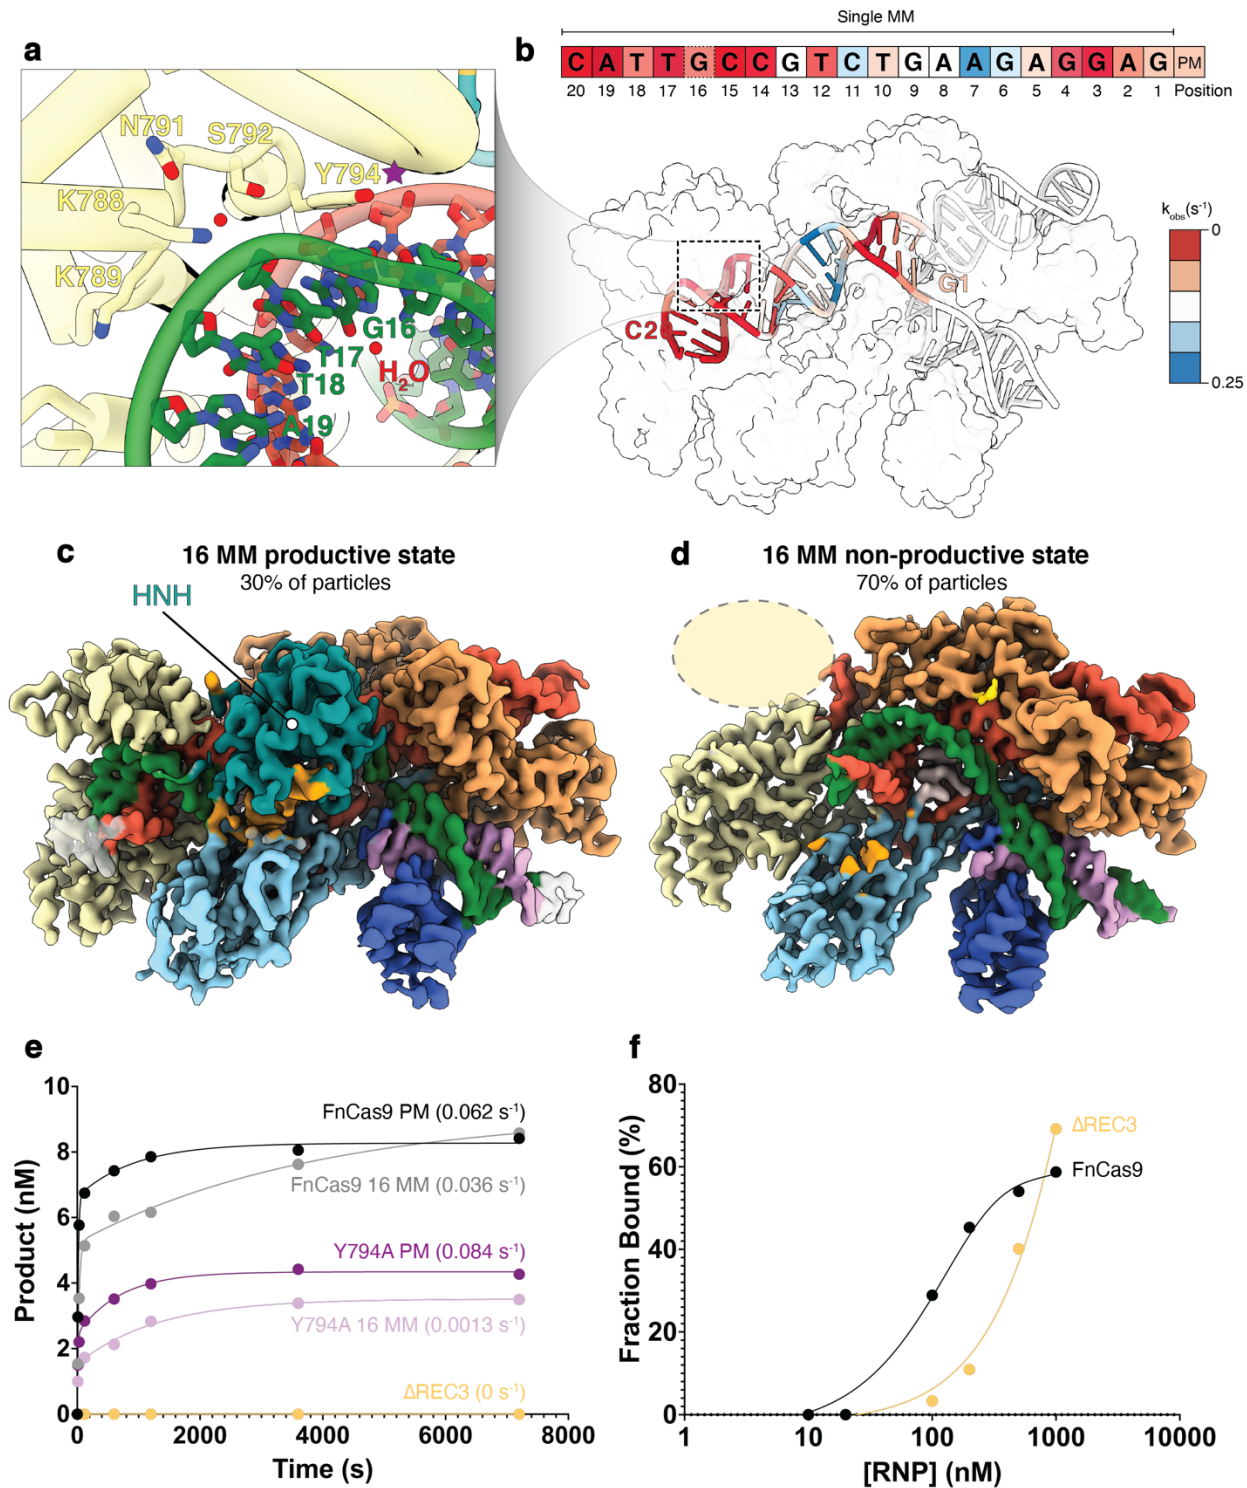 a
N791
S792
Y794
K788
K789
G16
T17
T18
H2O
A19
b
Single MM
C A T T G C C G T C T G A A G A G G A G PM
20 19 18 17 16 15 14 13 12 11 10 9 8 7 6 5 4 3 2 1 Position
G1
kobs(s-1)
0
0.25
c
16 MM productive state
30% of particles
HNH
d
16 MM non-productive state
70% of particles
e
10
8
6
4
2
0
Product (nM)
FnCas9 PM (0.062 s-1)
FnCas9 16 MM (0.036 s-1)
Y794A PM (0.084 s-1)
Y794A 16 MM (0.0013 s-1)
ΔREC3 (0 s-1)
0 2000 4000 6000 8000
Time (s)
f
80
60
40
20
0
Fraction Bound (%)
ΔREC3
FnCas9
1 10 100 1000 10000
[RNP] (nM)